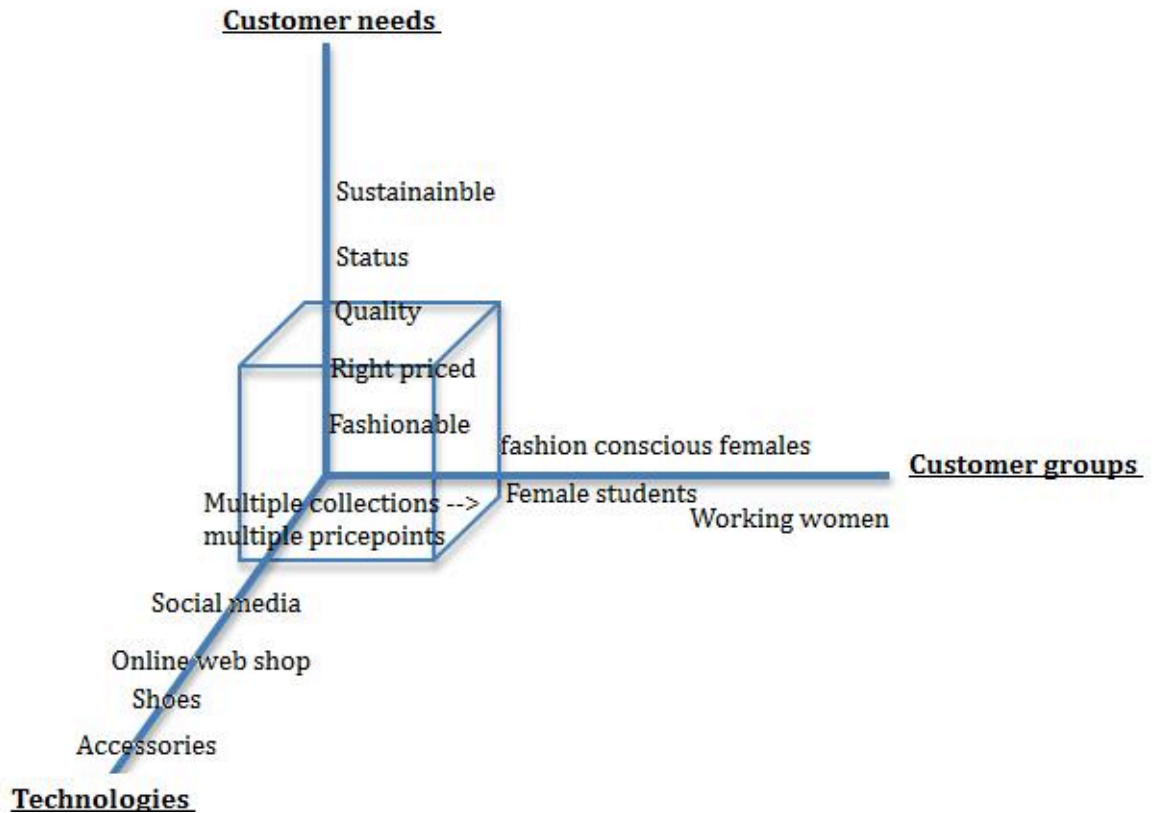 Customer needs
Sustainainble
Status
Quality
Right priced
Fashionable
fashion conscious females
Customer groups
Female students
Multiple collections -->
Working women
multiple pricepoints
Social media
Online web shop
Shoes
Accessories
Technologies